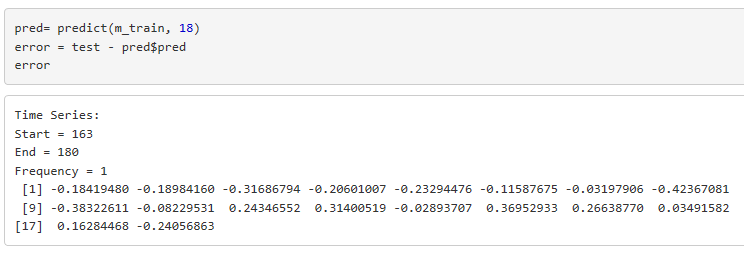 pred= predict(m_train, 18)
error = test - pred$pred
error
Time Series:
Start = 163
End = 180
Frequency = 1
[1] -0.18419480 -0.18984160 -0.31686794 -0.20601007 -0.23294476 -0.11587675 -0.03197906 -0.42367081
[9] -0.38322611 -0.08229531  0.24346552  0.31400519 -0.02893707  0.36952933  0.26638770  0.03491582
[17]  0.16284468 -0.24056863